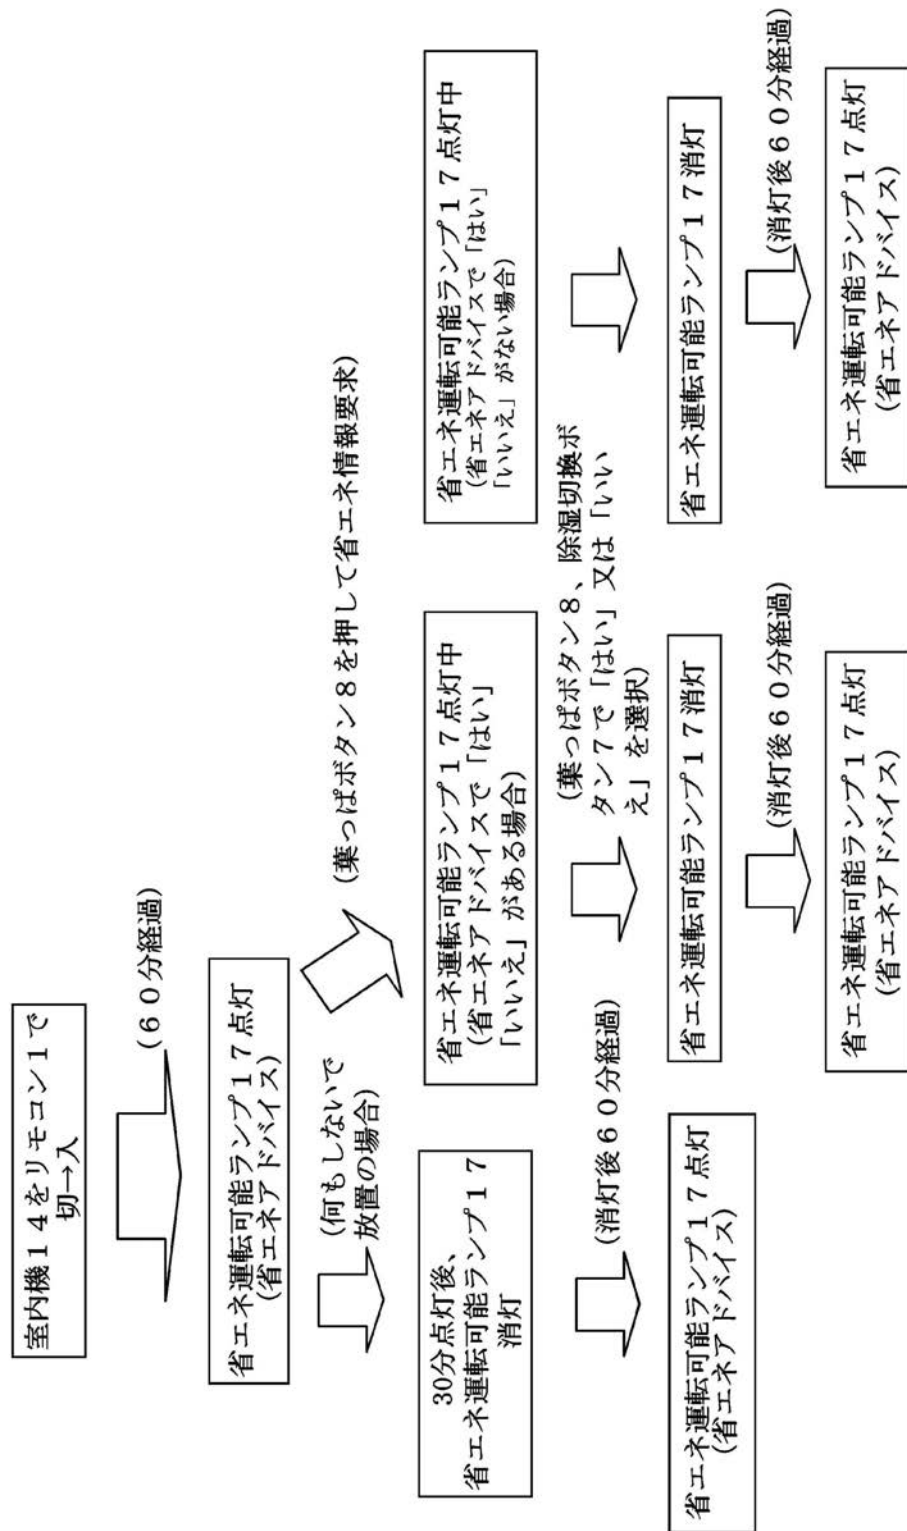 室内機１４をリモコン１で
切→入
(６０分経過)
省エネ運転可能ランプ１７点灯
(省エネアドバイス)
(何もしないで
放置の場合)
(葉っぱボタン８を押して省エネ情報要求)
30分点灯後、
省エネ運転可能ランプ１７
消灯
(消灯後６０分経過)
省エネ運転可能ランプ１７点灯
(省エネアドバイス)
省エネ運転可能ランプ１７点灯中
(省エネアドバイスで「はい」
「いいえ」がある場合)
(葉っぱボタン８、除湿切換ボ
タン７で「はい」又は「いい
え」を選択)
省エネ運転可能ランプ１７消灯
(消灯後６０分経過)
省エネ運転可能ランプ１７点灯
(省エネアドバイス)
省エネ運転可能ランプ１７点灯中
(省エネアドバイスで「はい」
「いいえ」がない場合)
省エネ運転可能ランプ１７消灯
(消灯後６０分経過)
省エネ運転可能ランプ１７点灯
(省エネアドバイス)